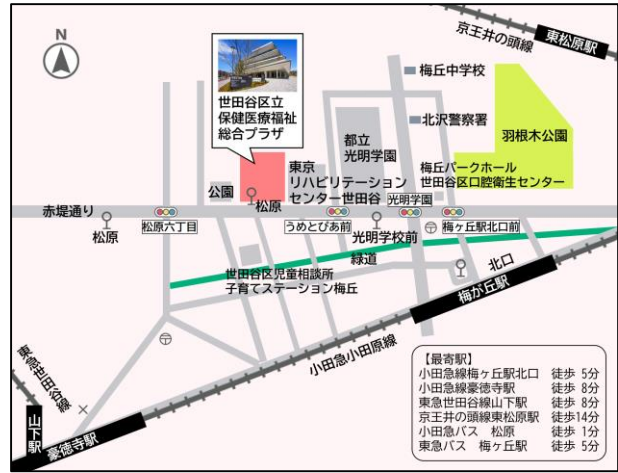 N
京王井の頭線
東松原駅
梅丘中学校
北沢警察署
羽根木公園
世田谷区立
保健医療福祉
総合プラザ
都立
光明学園
東京
リハビリテーション
センター世田谷
梅丘パークホール
世田谷区口腔衛生センター
公園
松原
光明学園
赤堤通り
松原
松原六丁目
うめとぴあ前
光明学校前
梅ヶ丘駅北口前
緑道
北口
世田谷区児童相談所
子育てステーション梅丘
梅が丘駅
小田急小田原線
東急世田谷線
山下駅
豪徳寺駅
【最寄駅】
小田急線梅ヶ丘駅北口 徒歩 5分
小田急線豪徳寺駅 徒歩 8分
東急世田谷線山下駅 徒歩 8分
京王井の頭線東松原駅 徒歩14分
小田急バス 松原 徒歩 1分
東急バス 梅ヶ丘駅 徒歩 5分